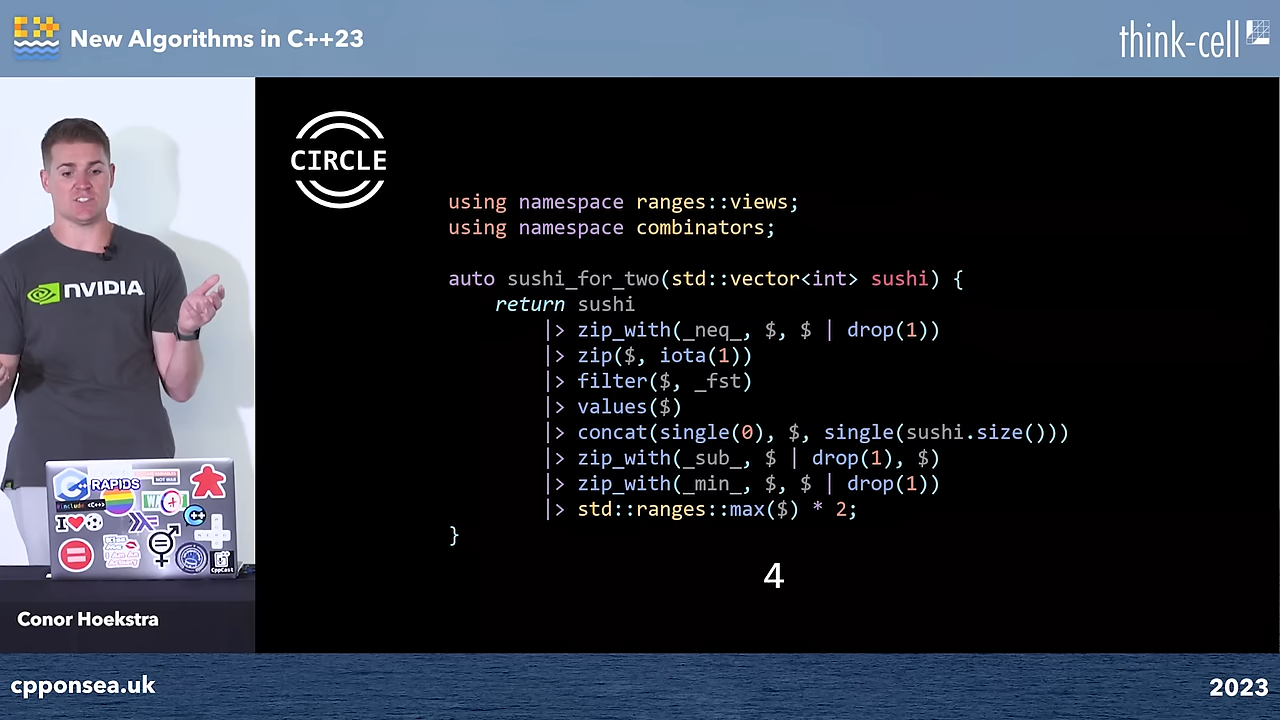 New Algorithms in C++23
think-cell
CIRCLE
using namespace ranges::views;
using namespace combinators;
auto sushi_for_two(std::vector<int> sushi) {
    return sushi
        |> zip_with(_neq_, $, $ | drop(1))
        |> zip($, iota(1))
        |> filter($, _fst)
        |> values($)
        |> concat(single(0), $, single(sushi.size()))
        |> zip_with(_sub_, $ | drop(1), $)
        |> zip_with(_min_, $, $ | drop(1))
        |> std::ranges::max($) * 2;
}
4
NVIDIA
RAPIDS
#include <C++>
I
CppCast
Conor Hoekstra
cpponsea.uk
2023